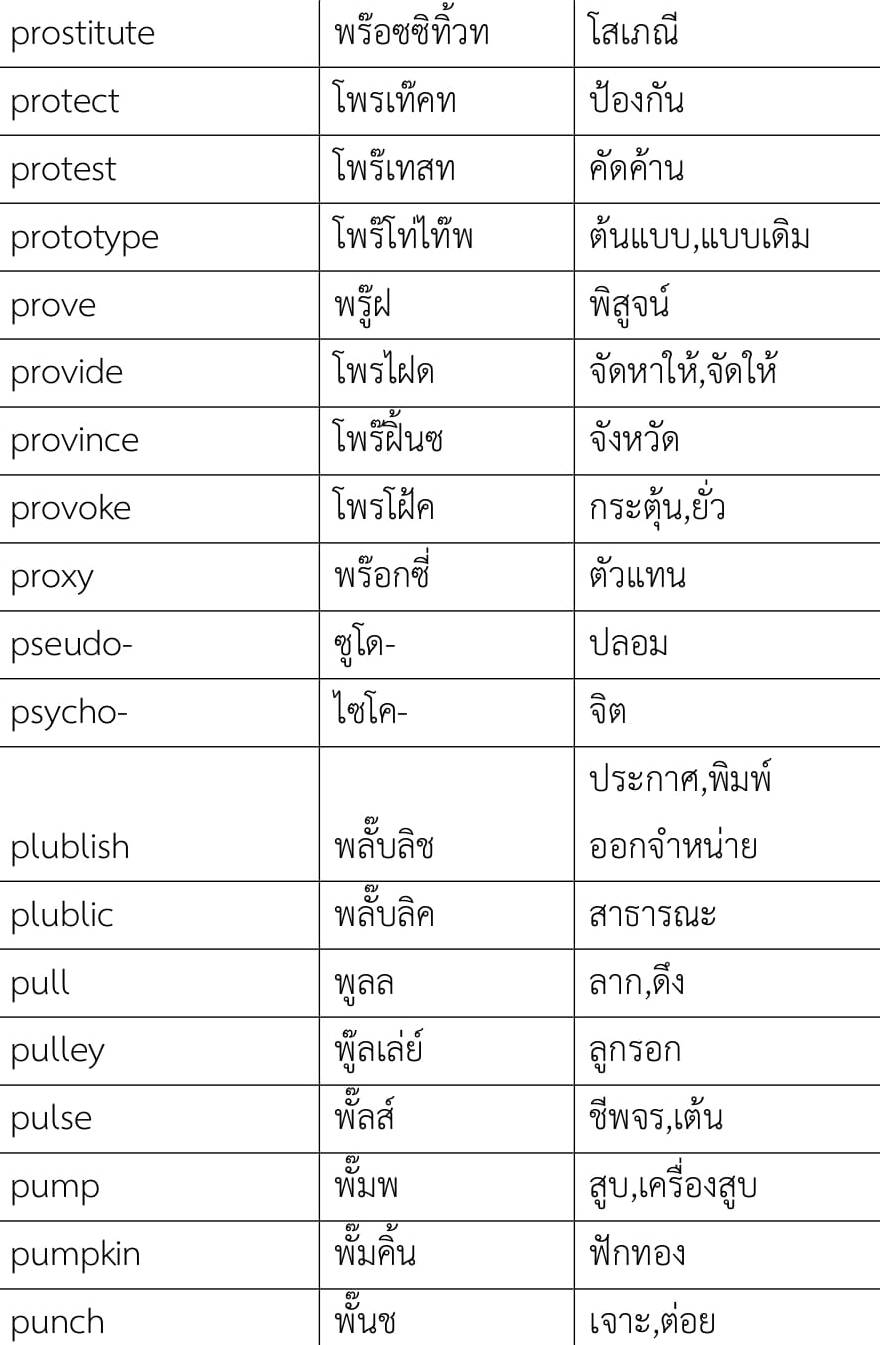 prostitute พร๊อซซิทิ้วท โสเภณี
protect โพรเท๊คท ป้องกัน
protest โพร๊เทสท คัดค้าน
prototype โพร๊โท่ไท๊พ ต้นแบบ,แบบเดิม
prove พรู๊ฝ พิสูจน์
provide โพรไฝด จัดหาให้,จัดให้
province โพร๊ฝิ้นซ จังหวัด
provoke โพรโฝ้ค กระตุ้น,ยั่ว
proxy พร๊อกซี่ ตัวแทน
pseudo- ซูโด- ปลอม
psycho- ไซโค- จิต
ประกาศ,พิมพ์
plublish พลั๊บลิช ออกจำหน่าย
plublic พลั๊บลิค สาธารณะ
pull พูลล ลาก,ดึง
pulley พู๊ลเล่ย์ ลูกรอก
pulse พั๊ลส์ ชีพจร,เต้น
pump พั๊มพ สูบ,เครื่องสูบ
pumpkin พั๊มคิ้น ฟักทอง
punch พั๊นช เจาะ,ต่อย